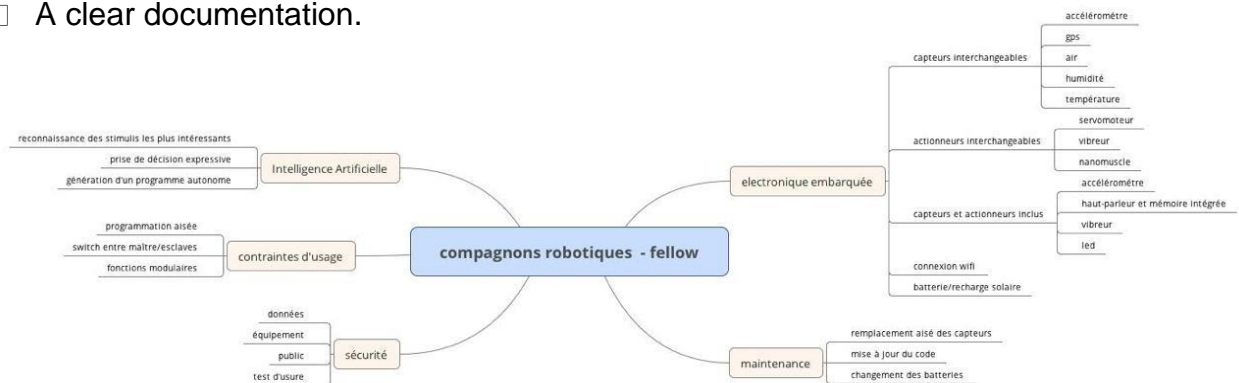 A clear documentation.
reconnaissance des stimulis les plus intéressants
prise de décision expressive
génération d'un programme autonome
Intelligence Artificielle
programmation aisée
switch entre maître/esclaves
fonctions modulaires
contraintes d'usage
données
équipement
public
test d'usure
sécurité
compagnons robotiques - fellow
electronique embarquée
capteurs interchangeables
accéléromètre
gps
air
humidité
température
actionneurs interchangeables
servomoteur
vibreur
nanomuscle
capteurs et actionneurs inclus
accéléromètre
haut-parleur et mémoire intégrée
vibreur
led
connexion wifi
batterie/recharge solaire
maintenance
remplacement aisé des capteurs
mise à jour du code
changement des batteries